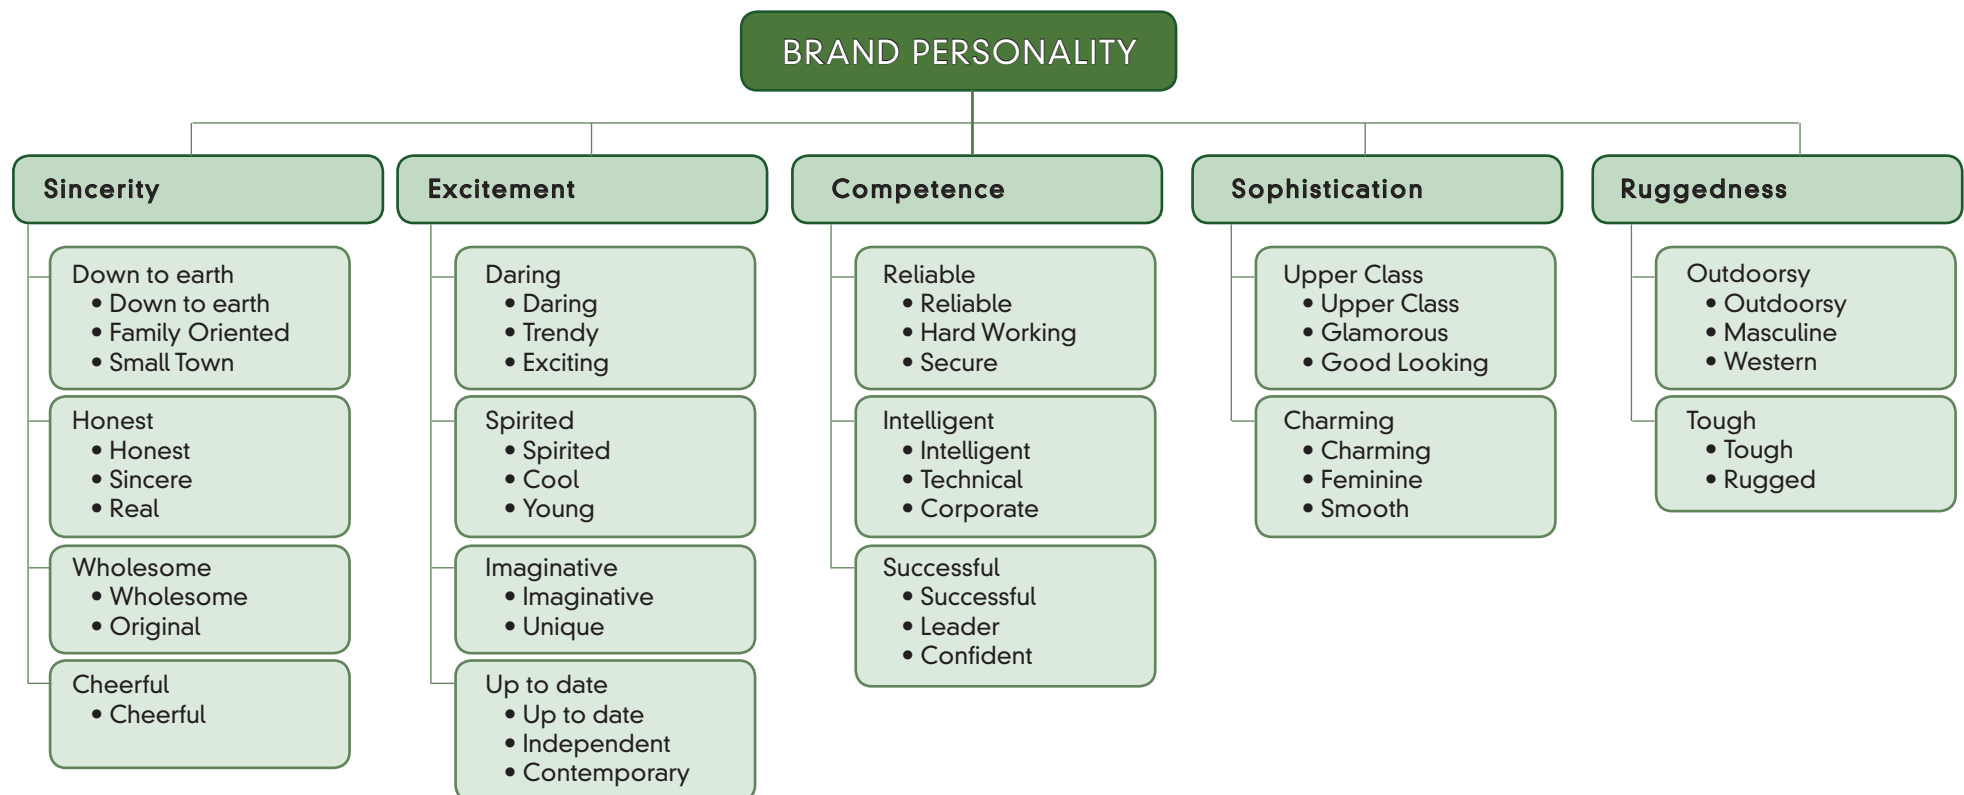 BRAND PERSONALITY
Sincerity
Down to earth
• Down to earth
• Family Oriented
• Small Town
Honest
• Honest
• Sincere
• Real
Wholesome
• Wholesome
• Original
Cheerful
• Cheerful
Excitement
Daring
• Daring
• Trendy
• Exciting
Spirited
• Spirited
• Cool
• Young
Imaginative
• Imaginative
• Unique
Up to date
• Up to date
• Independent
• Contemporary
Competence
Reliable
• Reliable
• Hard Working
• Secure
Intelligent
• Intelligent
• Technical
• Corporate
Successful
• Successful
• Leader
• Confident
Sophistication
Upper Class
• Upper Class
• Glamorous
• Good Looking
Charming
• Charming
• Feminine
• Smooth
Ruggedness
Outdoorsy
• Outdoorsy
• Masculine
• Western
Tough
• Tough
• Rugged